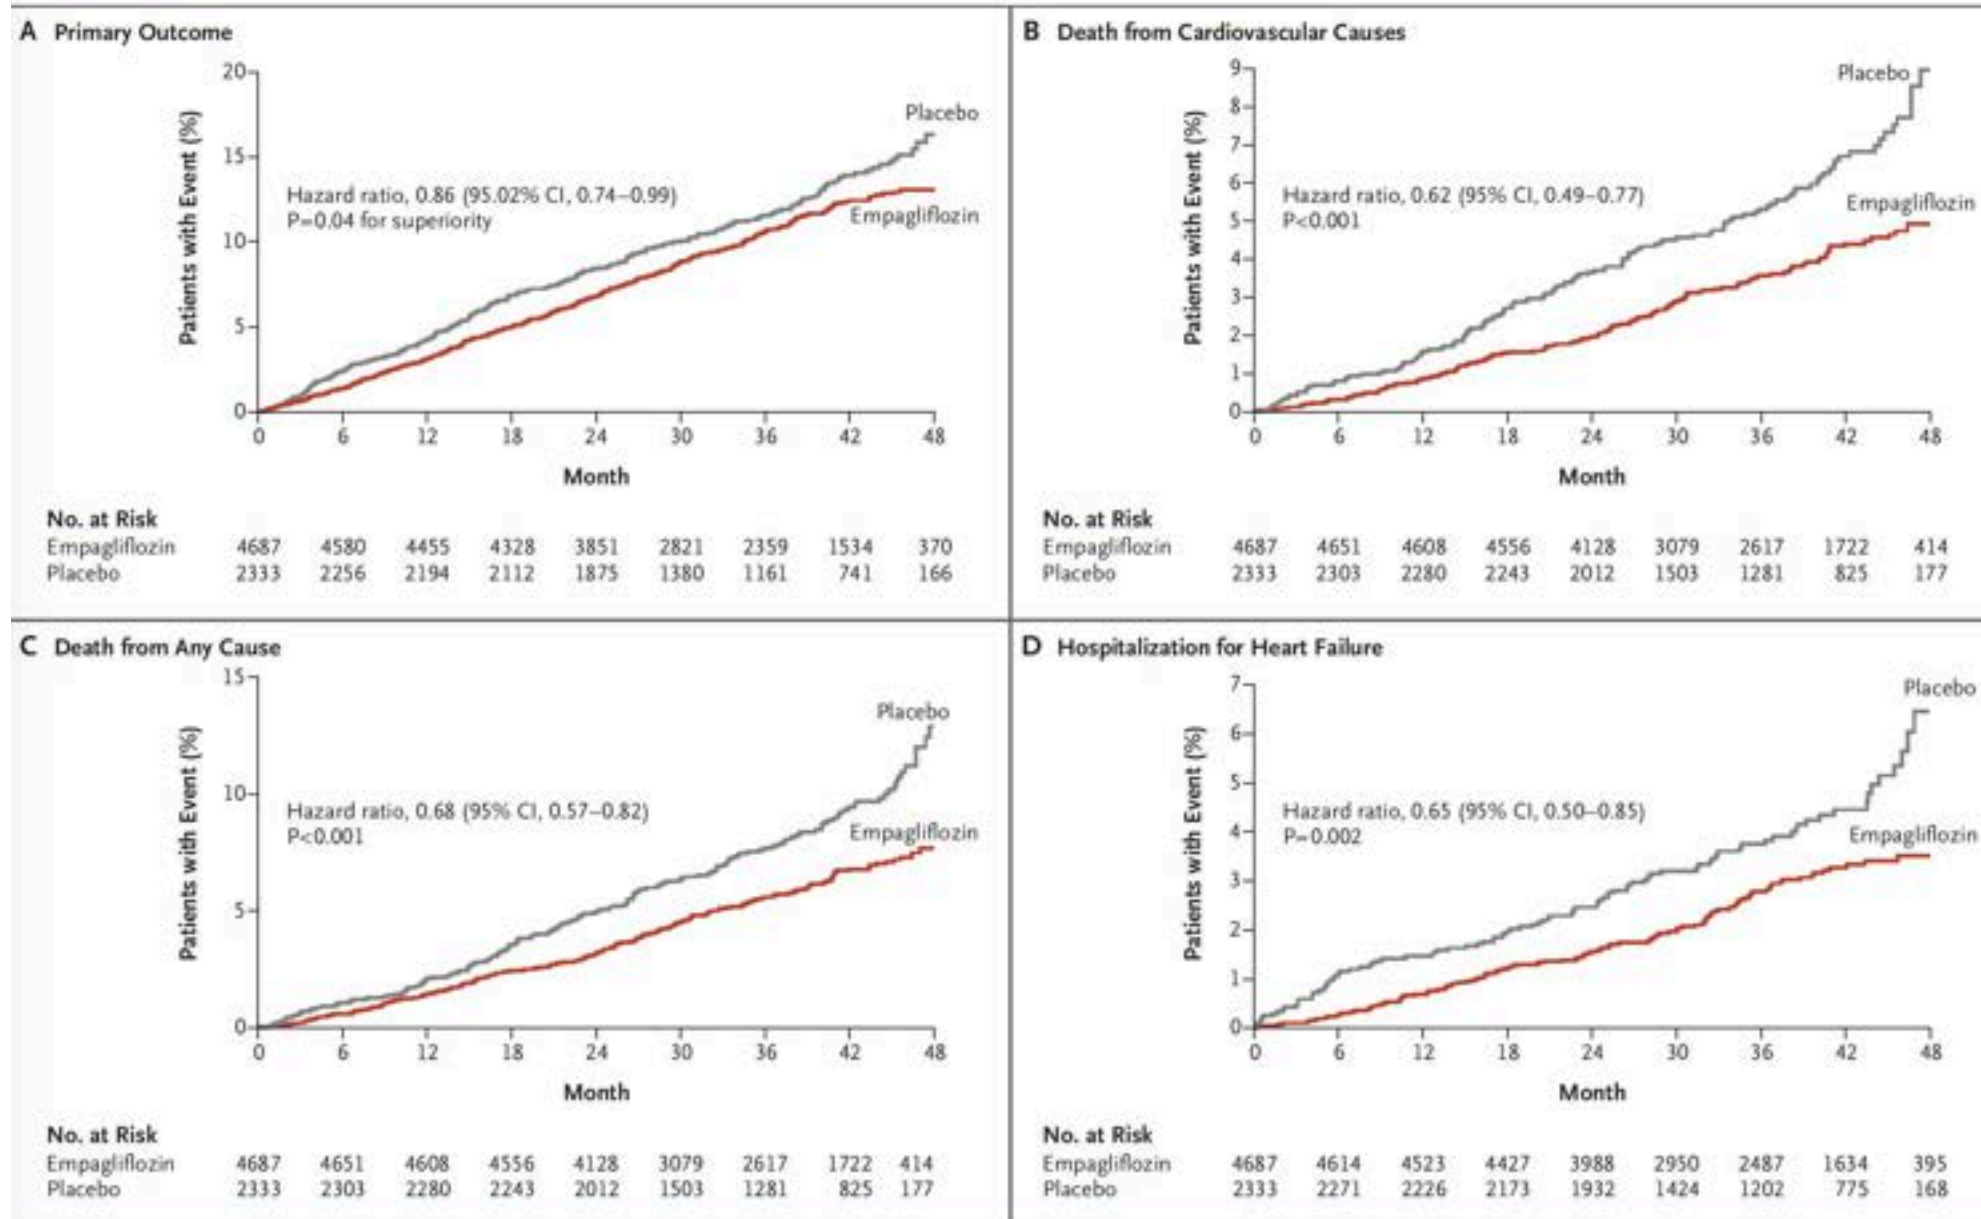 A Primary Outcome
20
15
10
5
0
Patients with Event (%)
Placebo
Hazard ratio, 0.86 (95.02% CI, 0.74–0.99)
P=0.04 for superiority
Empagliflozin
0 6 12 18 24 30 36 42 48
Month
No. at Risk
Empagliflozin 4687 4580 4455 4328 3851 2821 2359 1534 370
Placebo 2333 2256 2194 2112 1875 1380 1161 741 166
B Death from Cardiovascular Causes
9
8
7
6
5
4
3
2
1
0
Patients with Event (%)
Placebo
Hazard ratio, 0.62 (95% CI, 0.49–0.77)
P<0.001
Empagliflozin
0 6 12 18 24 30 36 42 48
Month
No. at Risk
Empagliflozin 4687 4651 4608 4556 4128 3079 2617 1722 414
Placebo 2333 2303 2280 2243 2012 1503 1281 825 177
C Death from Any Cause
15
10
5
0
Patients with Event (%)
Placebo
Hazard ratio, 0.68 (95% CI, 0.57–0.82)
P<0.001
Empagliflozin
0 6 12 18 24 30 36 42 48
Month
No. at Risk
Empagliflozin 4687 4651 4608 4556 4128 3079 2617 1722 414
Placebo 2333 2303 2280 2243 2012 1503 1281 825 177
D Hospitalization for Heart Failure
7
6
5
4
3
2
1
0
Patients with Event (%)
Placebo
Hazard ratio, 0.65 (95% CI, 0.50–0.85)
P=0.002
Empagliflozin
0 6 12 18 24 30 36 42 48
Month
No. at Risk
Empagliflozin 4687 4614 4523 4427 3988 2950 2487 1634 395
Placebo 2333 2271 2226 2173 1932 1424 1202 775 168